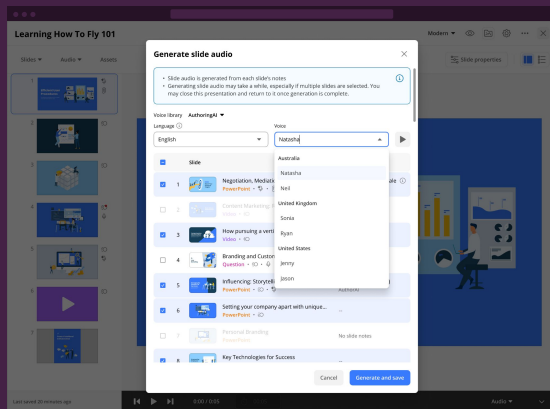 Learning How To Fly 101
Modern
Slides
Audio
Assets
Slide properties
Generate slide audio
Slide audio is generated from each slide's notes
Generating slide audio may take a while, especially if multiple slides are selected. You
may close this presentation and return to it once generation is complete.
Voice library AuthoringAI
Language
Voice
English
Natasha
Australia
Natasha
Neil
United Kingdom
Sonia
Ryan
United States
Jenny
Jason
Slide
1 Negotiation,
PowerPoint
2 Content Marketing:
Video
3 How pursuing a
Video
4 Branding and
Question
5 Influencing:
PowerPoint
6 Setting your company apart with unique...
PowerPoint
7 Personal Branding
PowerPoint
No slide notes
8 Key Technologies for Success
Cancel
Generate and save
Last saved 30 minutes ago
0:00 / 0:05
Audio